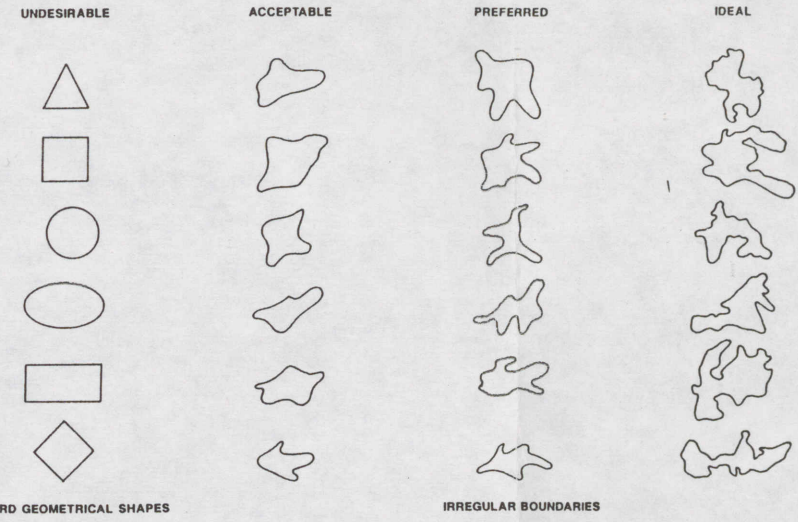 UNDESIRABLE ACCEPTABLE PREFERRED IDEAL
RD GEOMETRICAL SHAPES IRREGULAR BOUNDARIES